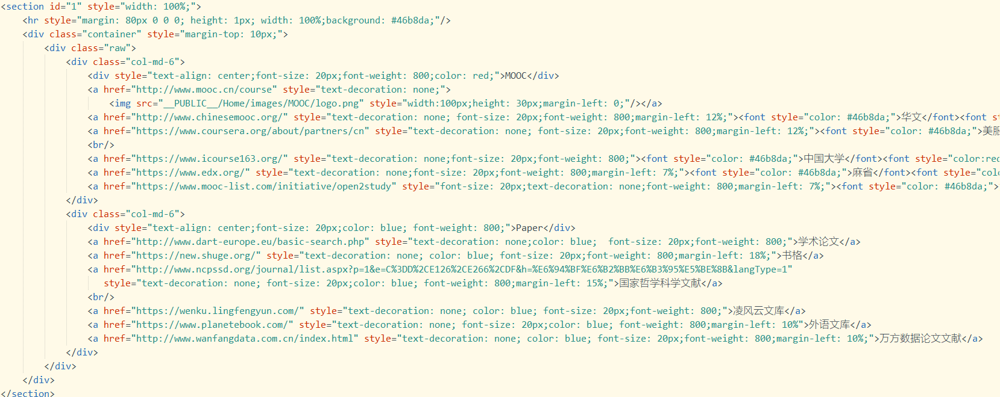 <section id="1" style="width: 100%;">
<hr style="margin: 80px 0 0 0; height: 1px; width: 100%;background: #46b8da;"/>
<div class="container" style="margin-top: 10px;">
<div class="raw">
<div class="col-md-6">
<div style="text-align: center;font-size: 20px;font-weight: 800;color: red;">MOOC</div>
<a href="http://www.mooc.cn/course" style="text-decoration: none;">
<img src="__PUBLIC__/Home/images/MOOC/logo.png" style="width:100px;height: 30px;margin-left: 0;"/></a>
<a href="http://www.chinesemooc.org/" style="text-decoration: none; font-size: 20px;font-weight: 800;margin-left: 12%;"><font style="color: #46b8da;">华文</font><font st
<a href="https://www.coursera.org/about/partners/cn" style="text-decoration: none; font-size: 20px;font-weight: 800;margin-left: 12%;"><font style="color: #46b8da;">美服
<br/>
<a href="https://www.icourse163.org/" style="text-decoration: none;font-size: 20px;font-weight: 800;"><font style="color: #46b8da;">中国大学</font><font style="color:red
<a href="https://www.edx.org/" style="text-decoration: none;font-size: 20px;font-weight: 800;margin-left: 7%;"><font style="color: #46b8da;">麻省</font><font style="colo
<a href="https://www.mooc-list.com/initiative/open2study" style="font-size: 20px;text-decoration: none;font-weight: 800;margin-left: 7%;"><font style="color: #46b8da;">
</div>
<div class="col-md-6">
<div style="text-align: center;font-size: 20px;color: blue; font-weight: 800;">Paper</div>
<a href="http://www.dart-europe.eu/basic-search.php" style="text-decoration: none;color: blue;  font-size: 20px;font-weight: 800;">学术论文</a>
<a href="https://new.shuge.org/" style="text-decoration: none; color: blue; font-size: 20px;font-weight: 800;margin-left: 18%;">书格</a>
<a href="http://www.ncpssd.org/journal/list.aspx?p=1&e=C%3DD%2CE126%2CE266%2CDF&h=%E6%94%BF%E6%B2%BB%E6%B3%95%E5%BE%8B&langType=1"
style="text-decoration: none; font-size: 20px;color: blue; font-weight: 800;margin-left: 15%;">国家哲学科学文献</a>
<br/>
<a href="https://wenku.lingfengyun.com/" style="text-decoration: none; color: blue; font-size: 20px;font-weight: 800;">凌风云文库</a>
<a href="https://www.planetebook.com/" style="text-decoration: none; font-size: 20px;color: blue; font-weight: 800;margin-left: 10%">外语文库</a>
<a href="http://www.wanfangdata.com.cn/index.html" style="text-decoration: none; color: blue; font-size: 20px;font-weight: 800;margin-left: 10%;">万方数据论文文献</a>
</div>
</div>
</div>
</section>